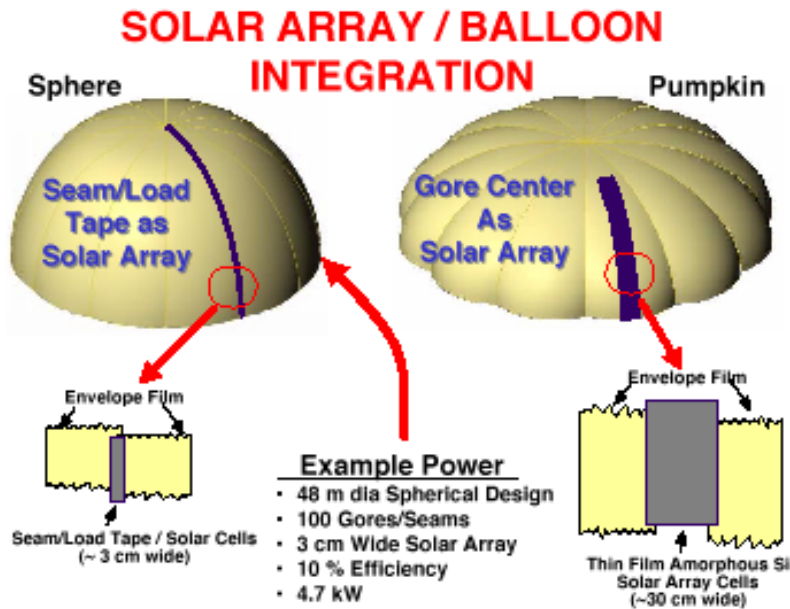 SOLAR ARRAY / BALLOON
INTEGRATION
Sphere
Pumpkin
Seam/Load
Tape as
Solar Array
Gore Center
As
Solar Array
Envelope Film
Envelope Film
Seam/Load Tape / Solar Cells
(~ 3 cm wide)
Example Power
• 48 m dia Spherical Design
• 100 Gores/Seams
• 3 cm Wide Solar Array
• 10 % Efficiency
• 4.7 kW
Thin Film Amorphous Si
Solar Array Cells
(~30 cm wide)